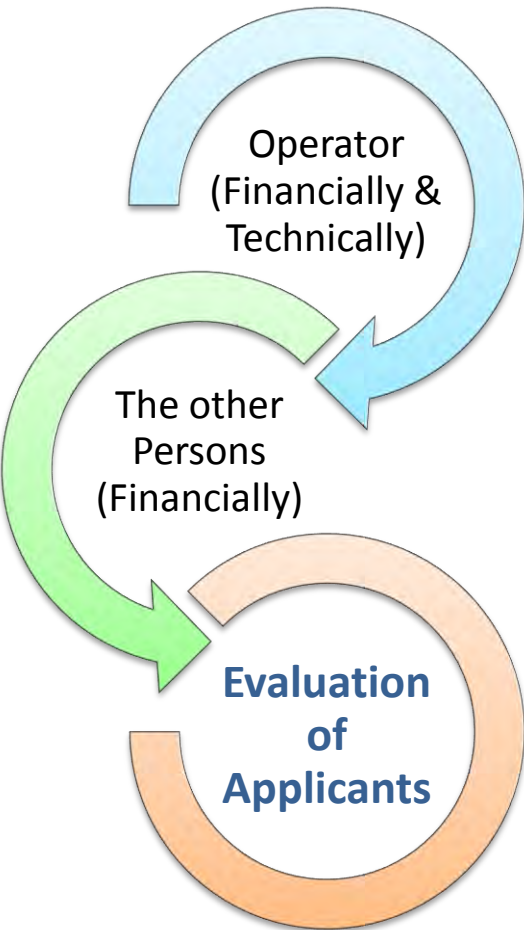 Operator
(Financially &
Technically)
The other
Persons
(Financially)
Evaluation
of
Applicants